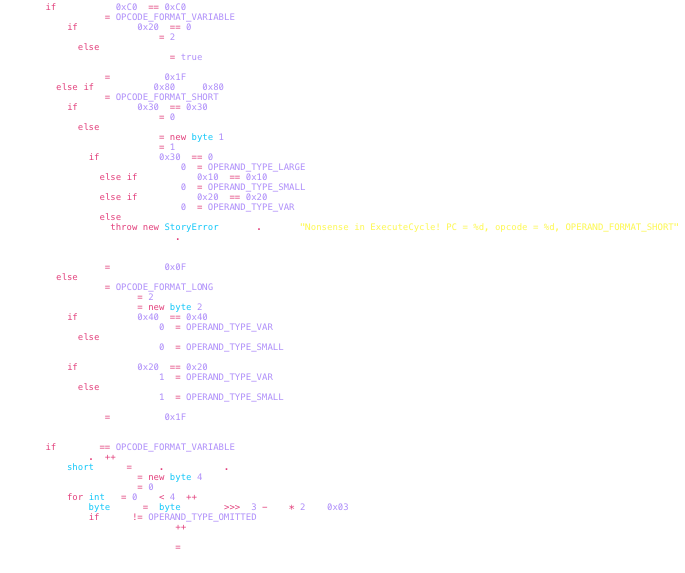 if 0xC0 == 0xC0
= OPCODE_FORMAT_VARIABLE
if 0x20 == 0
= 2
else
= true
= 0x1F
else if 0x80 0x80
= OPCODE_FORMAT_SHORT
if 0x30 == 0x30
= 0
else
= new byte 1
= 1
if 0x30 == 0
0 = OPERAND_TYPE_LARGE
else if 0x10 == 0x10
0 = OPERAND_TYPE_SMALL
else if 0x20 == 0x20
0 = OPERAND_TYPE_VAR
else
throw new StoryError . "Nonsense in ExecuteCycle! PC = %d, opcode = %d, OPERAND_FORMAT_SHORT"
.
= 0x0F
else
= OPCODE_FORMAT_LONG
= 2
= new byte 2
if 0x40 == 0x40
0 = OPERAND_TYPE_VAR
else
0 = OPERAND_TYPE_SMALL
if 0x20 == 0x20
1 = OPERAND_TYPE_VAR
else
1 = OPERAND_TYPE_SMALL
= 0x1F
if == OPCODE_FORMAT_VARIABLE
. ++
short = . .
= new byte 4
= 0
for int = 0 < 4 ++
byte = byte >>> 3 ~ * 2 0x03
if != OPERAND_TYPE_OMITTED
++
=